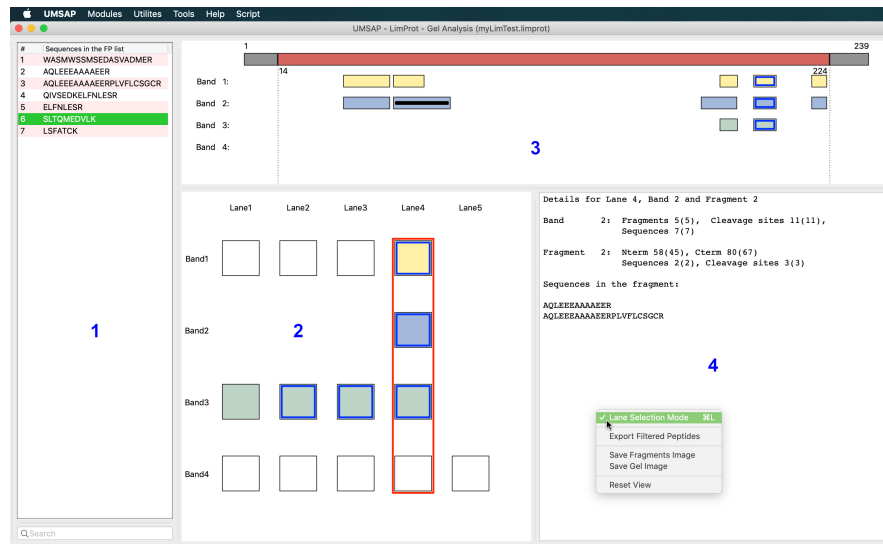 UMSAP Modules Utilites Tools Help Script
UMSAP - LimProt - Gel Analysis (myLimTest.limprot)
# Sequences in the FP list
1 WASMWSSMSEDASVADMER
2 AQLEEEAAAAEER
3 AQLEEEAAAAEERPLVFLCSGCR
4 QIVSEDKELFNLESR
5 ELFNLESR
6 SLTQMEDVLK
7 LSFATCK
1
Search
1 239
14 224
Band 1:
Band 2:
Band 3:
Band 4:
3
Lane1 Lane2 Lane3 Lane4 Lane5
Band1
Band2
2
Band3
Band4
Details for Lane 4, Band 2 and Fragment 2
Band 2: Fragments 5(5), Cleavage sites 11(11),
Sequences 7(7)
Fragment 2: Nterm 58(45), Cterm 80(67)
Sequences 2(2), Cleavage sites 3(3)
Sequences in the fragment:
AQLEEEAAAAEER
AQLEEEAAAAEERPLVFLCSGCR
4
✓ Lane Selection Mode ⌘L
Export Filtered Peptides
Save Fragments Image
Save Gel Image
Reset View